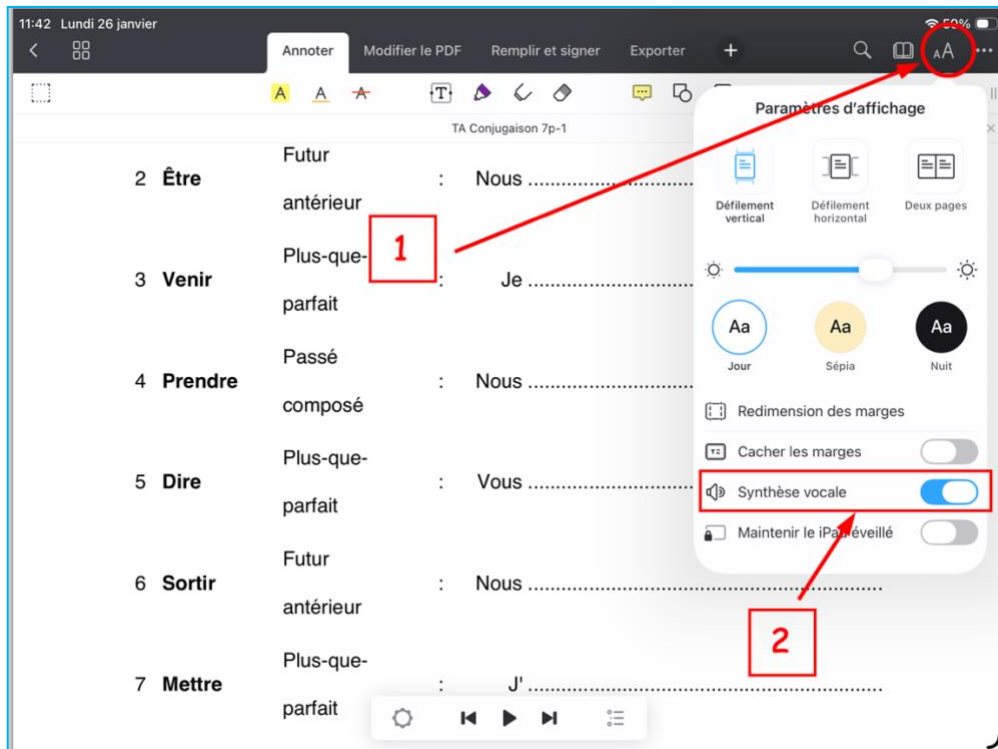 11:42 Lundi 26 janvier 59%
Annoter Modifier le PDF Remplir et signer Exporter + AA
A A A T
TA Conjugaison 7p-1
2 Être Futur antérieur : Nous ..........
3 Venir Plus-que-parfait : Je ..........
4 Prendre Passé composé : Nous ..........
5 Dire Plus-que-parfait : Vous ..........
6 Sortir Futur antérieur : Nous ..........
7 Mettre Plus-que-parfait : J' ..........
1
Paramètres d'affichage
Défilement vertical
Défilement horizontal
Deux pages
Aa Aa Aa
Jour Sépia Nuit
Redimension des marges
Cacher les marges
Synthèse vocale
Maintenir le iPad éveillé
2